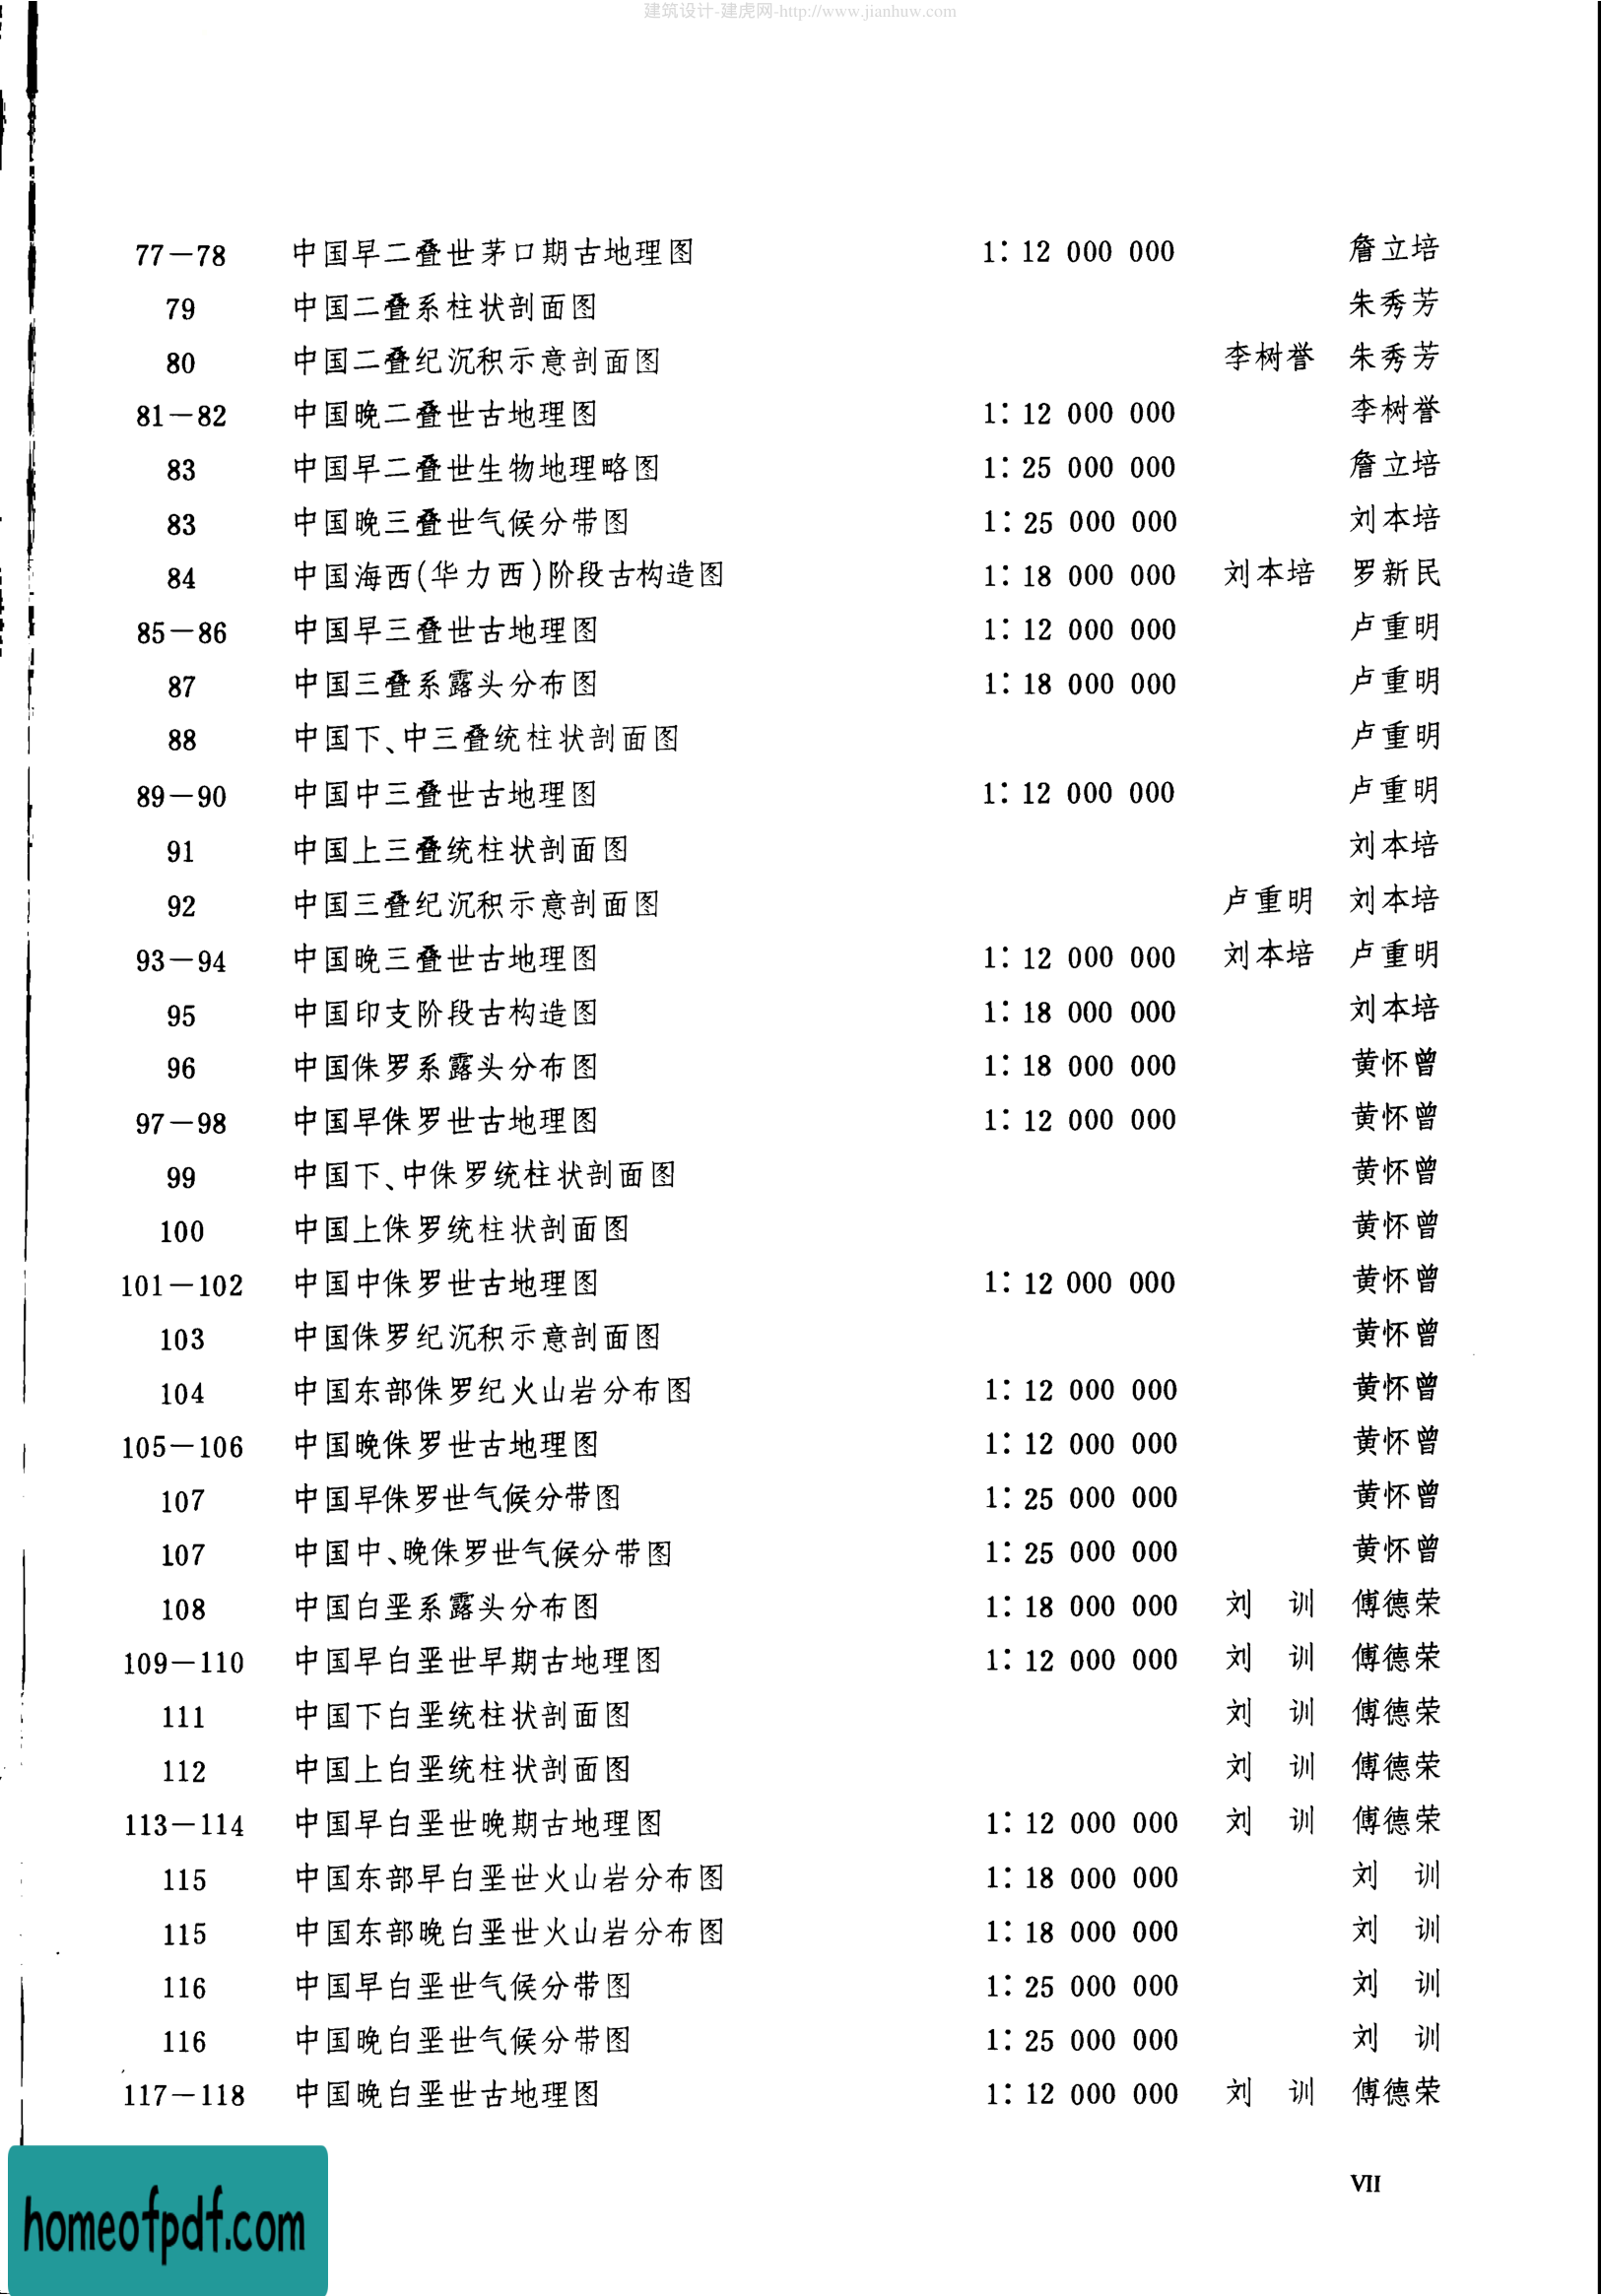 建筑设计-建虎网-http://www.jianhuw.com
77—78 中国早二叠世茅口期古地理图 1:12 000 000 詹立培
79 中国二叠系柱状剖面图 朱秀芳
80 中国二叠纪沉积示意剖面图 李树誉 朱秀芳
81—82 中国晚二叠世古地理图 1:12 000 000 李树誉
83 中国早二叠世生物地理略图 1:25 000 000 詹立培
83 中国晚三叠世气候分带图 1:25 000 000 刘本培
84 中国海西(华力西)阶段古构造图 1:18 000 000 刘本培 罗新民
85—86 中国早三叠世古地理图 1:12 000 000 卢重明
87 中国三叠系露头分布图 1:18 000 000 卢重明
88 中国下、中三叠统柱状剖面图 卢重明
89—90 中国中三叠世古地理图 1:12 000 000 卢重明
91 中国上三叠统柱状剖面图 刘本培
92 中国三叠纪沉积示意剖面图 卢重明 刘本培
93—94 中国晚三叠世古地理图 1:12 000 000 刘本培 卢重明
95 中国印支阶段古构造图 1:18 000 000 刘本培
96 中国侏罗系露头分布图 1:18 000 000 黄怀曾
97—98 中国早侏罗世古地理图 1:12 000 000 黄怀曾
99 中国下、中侏罗统柱状剖面图 黄怀曾
100 中国上侏罗统柱状剖面图 黄怀曾
101—102 中国中侏罗世古地理图 1:12 000 000 黄怀曾
103 中国侏罗纪沉积示意剖面图 黄怀曾
104 中国东部侏罗纪火山岩分布图 1:12 000 000 黄怀曾
105—106 中国晚侏罗世古地理图 1:12 000 000 黄怀曾
107 中国早侏罗世气候分带图 1:25 000 000 黄怀曾
107 中国中、晚侏罗世气候分带图 1:25 000 000 黄怀曾
108 中国白垩系露头分布图 1:18 000 000 刘 训 傅德荣
109—110 中国早白垩世早期古地理图 1:12 000 000 刘 训 傅德荣
111 中国下白垩统柱状剖面图 刘 训 傅德荣
112 中国上白垩统柱状剖面图 刘 训 傅德荣
113—114 中国早白垩世晚期古地理图 1:12 000 000 刘 训 傅德荣
115 中国东部早白垩世火山岩分布图 1:18 000 000 刘 训
115 中国东部晚白垩世火山岩分布图 1:18 000 000 刘 训
116 中国早白垩世气候分带图 1:25 000 000 刘 训
116 中国晚白垩世气候分带图 1:25 000 000 刘 训
117—118 中国晚白垩世古地理图 1:12 000 000 刘 训 傅德荣
VII
homeofpdf.com